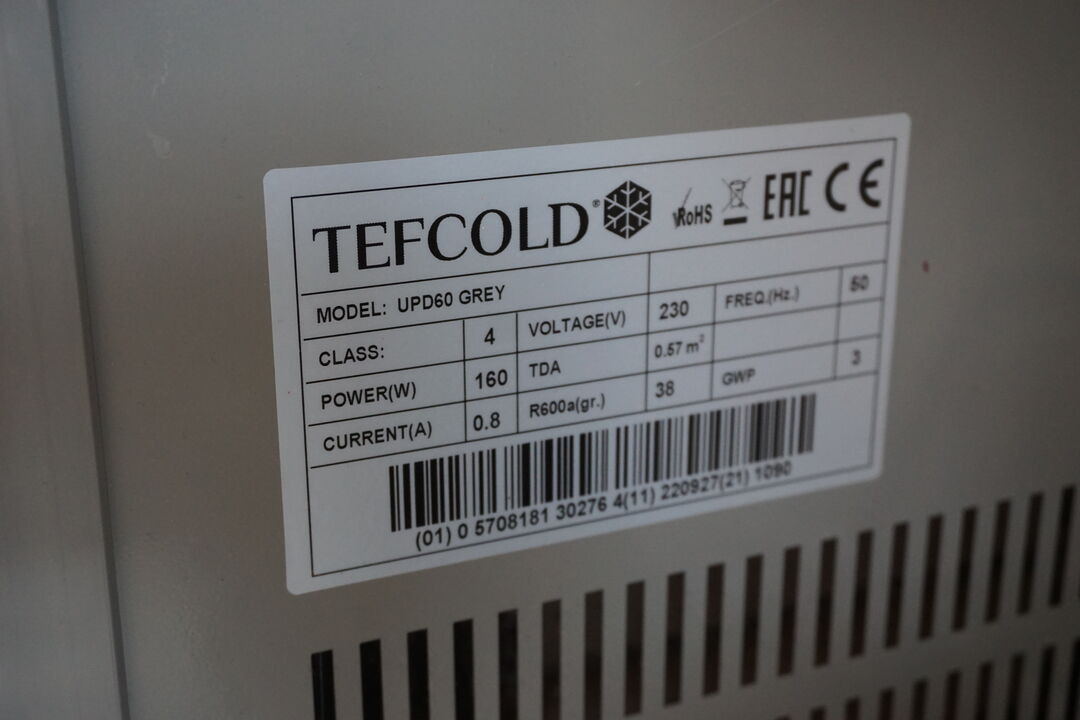 TEFCOLD® RoHS EAC CE
MODEL: UPD60 GREY
CLASS: 4 VOLTAGE(V) 230 FREQ.(Hz.) 50
POWER(W) 160 TDA 0.57 m²
CURRENT(A) 0.8 R600a(gr.) 38 GWP 3
(01) 0 5708181 30276 4(11) 220927(21) 1090